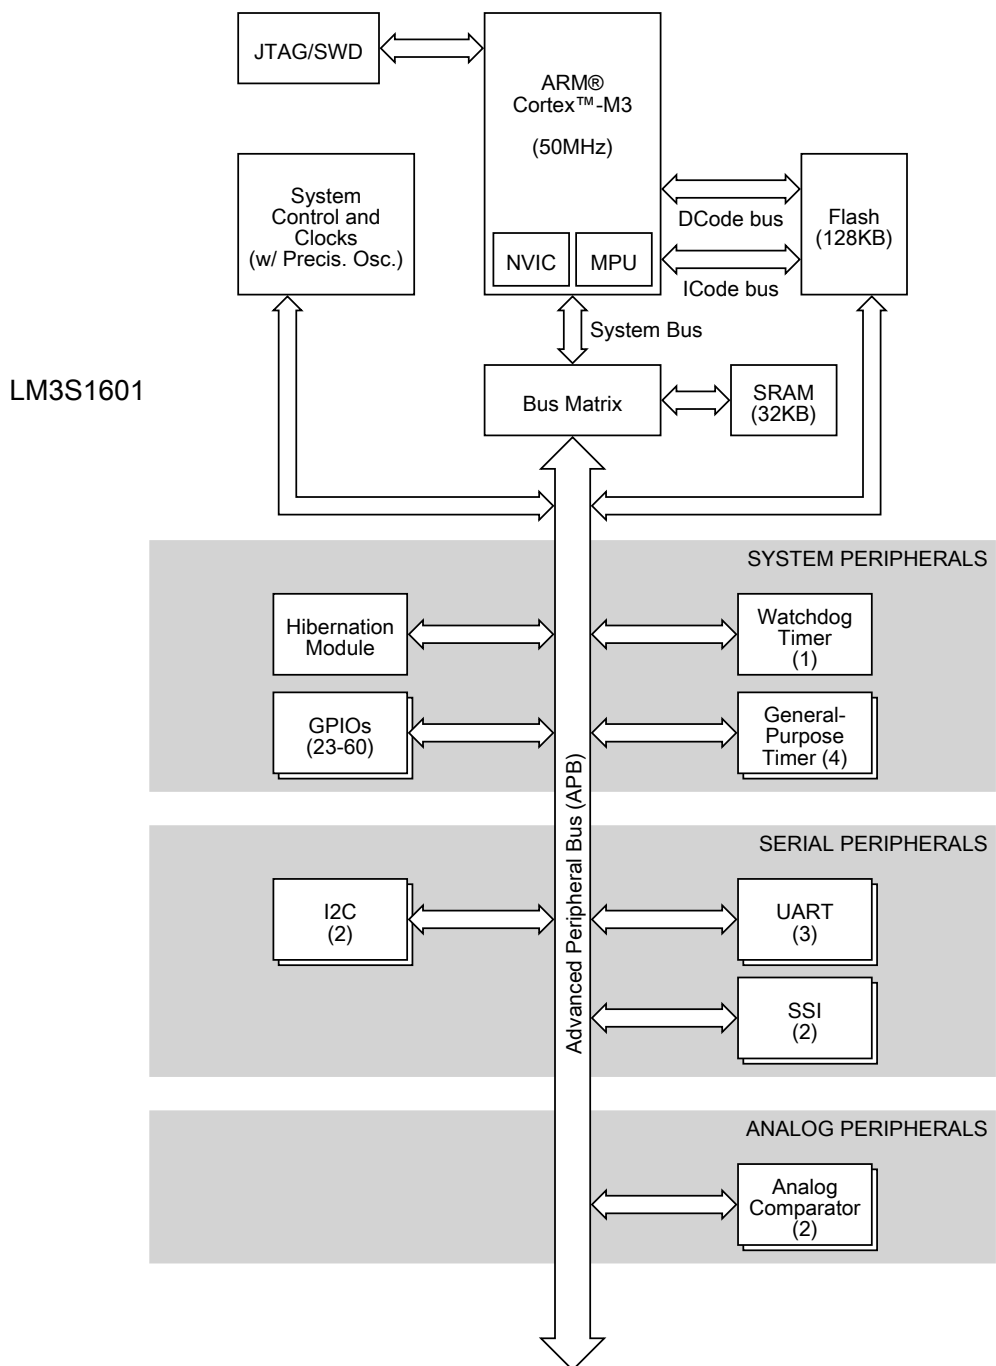 JTAG/SWD
ARM®
Cortex™-M3
(50MHz)
System
Control and
Clocks
(w/ Precis. Osc.)
NVIC
MPU
DCode bus
ICode bus
Flash
(128KB)
System Bus
LM3S1601
Bus Matrix
SRAM
(32KB)
SYSTEM PERIPHERALS
Hibernation
Module
Watchdog
Timer
(1)
GPIOs
(23-60)
General-
Purpose
Timer (4)
Advanced Peripheral Bus (APB)
SERIAL PERIPHERALS
I2C
(2)
UART
(3)
SSI
(2)
ANALOG PERIPHERALS
Analog
Comparator
(2)